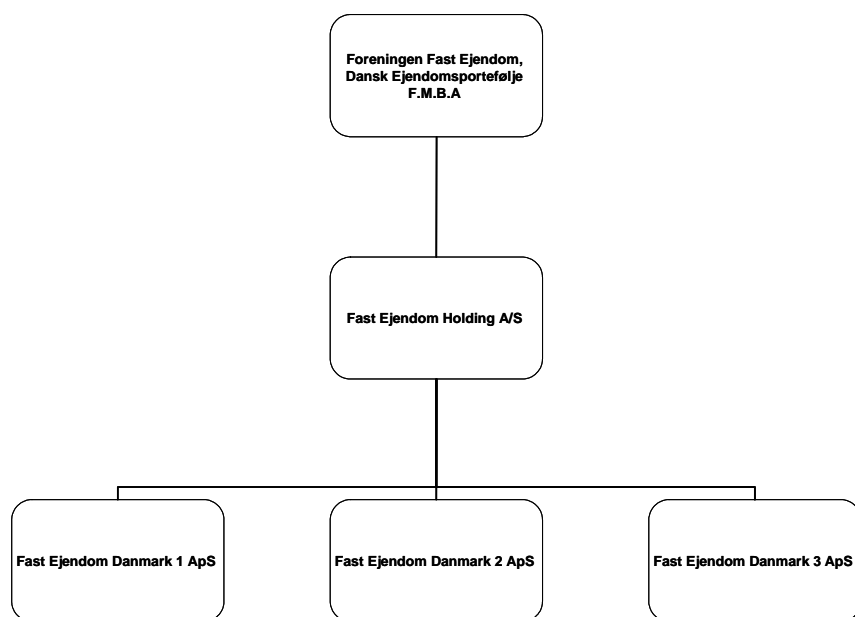 Foreningen Fast Ejendom,
Dansk Ejendomsportefølje
F.M.B.A
Fast Ejendom Holding A/S
Fast Ejendom Danmark 1 ApS
Fast Ejendom Danmark 2 ApS
Fast Ejendom Danmark 3 ApS